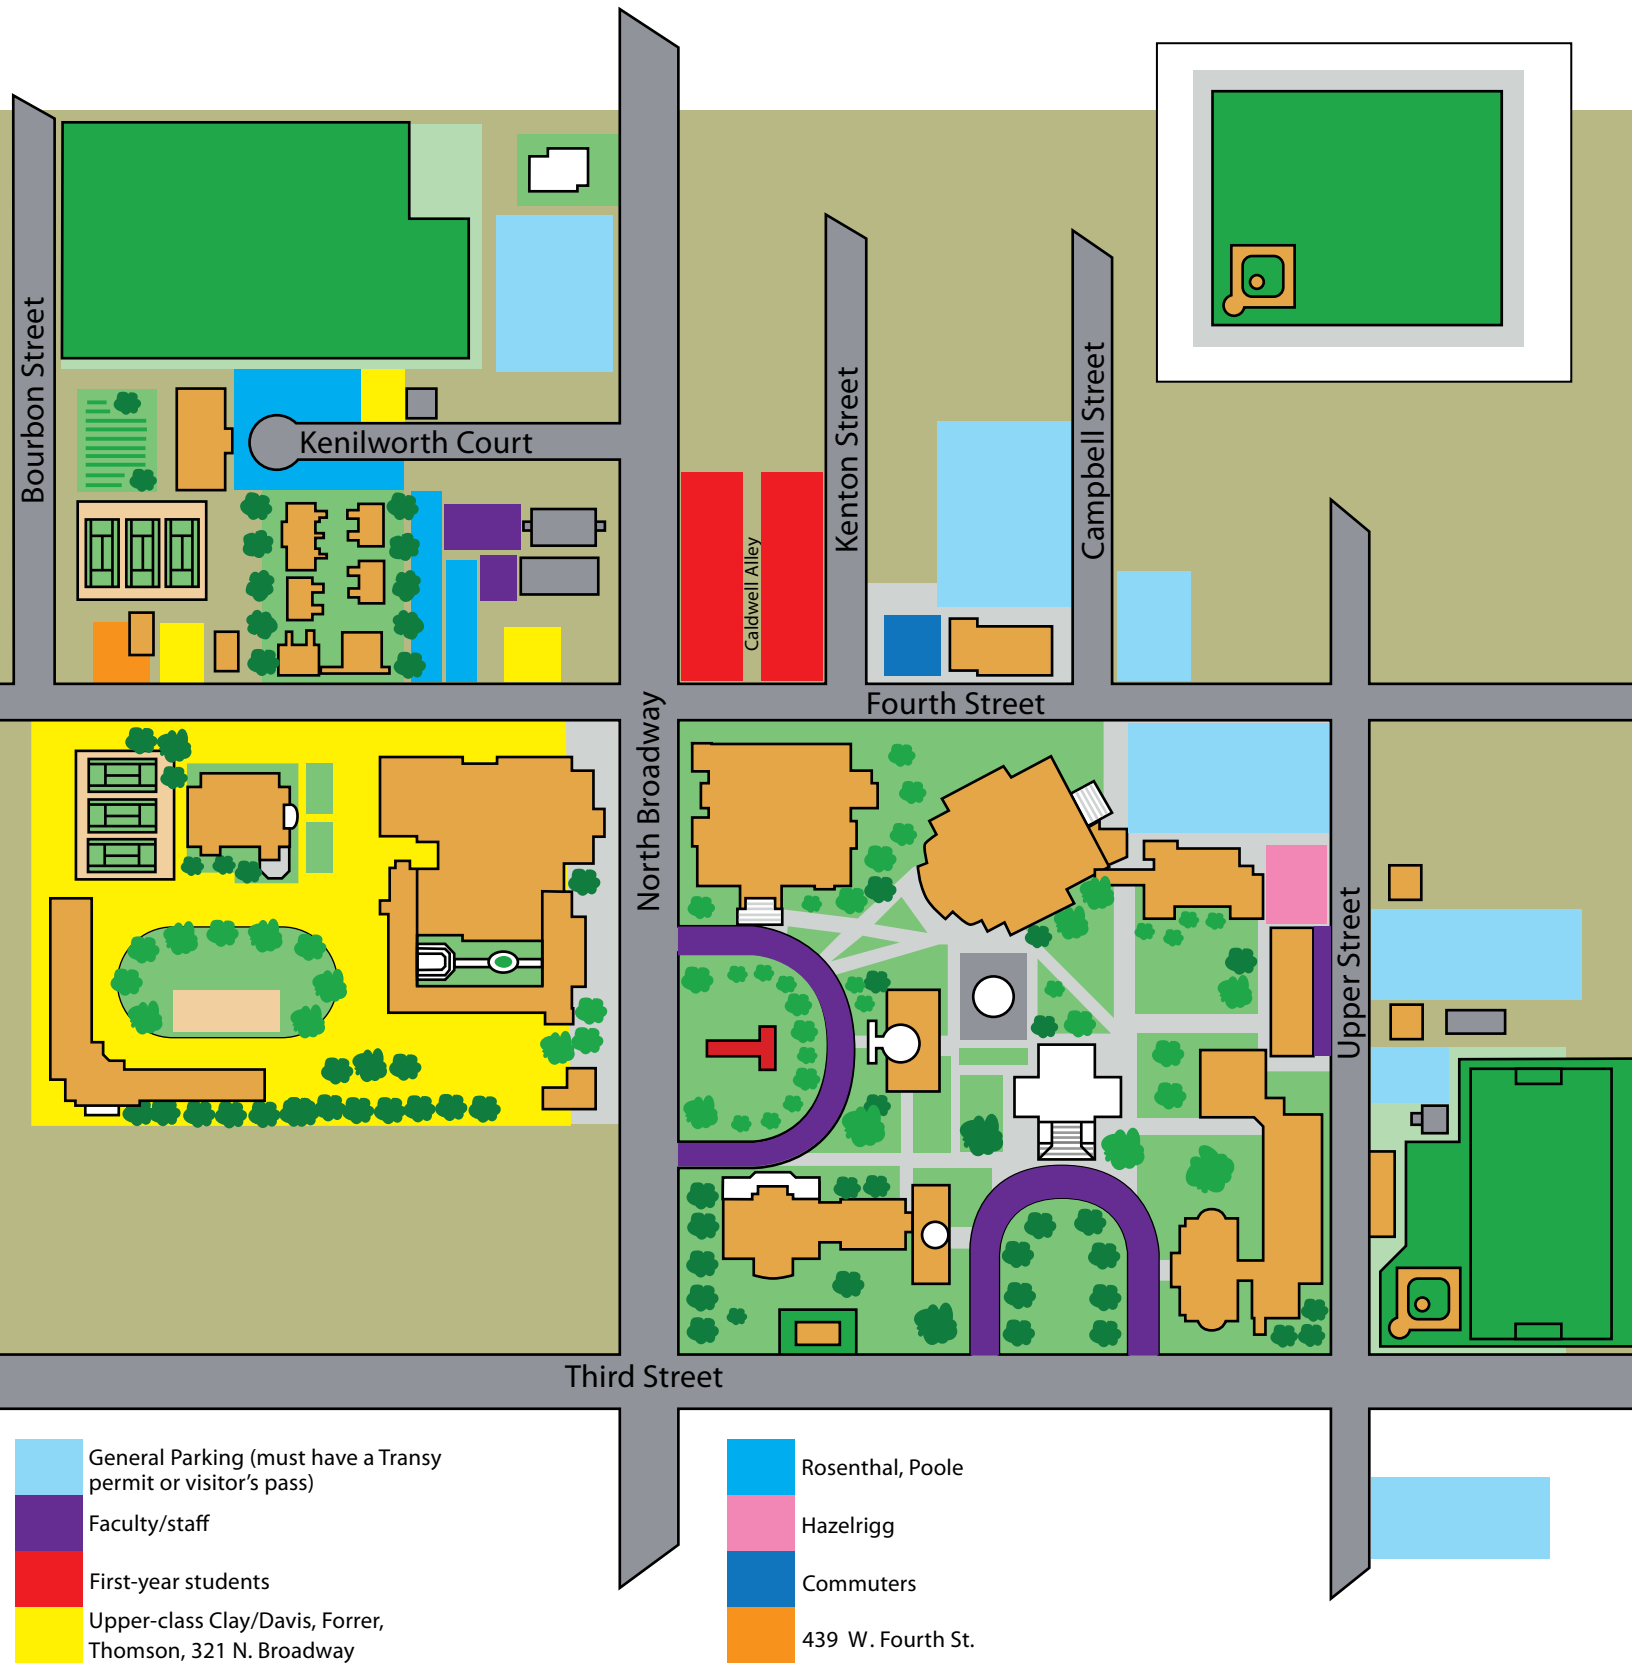 Bourbon Street
Kenilworth Court
Caldwell Alley
Kenton Street
Campbell Street
Fourth Street
North Broadway
Upper Street
Third Street
General Parking (must have a Transy
permit or visitor’s pass)
Faculty/staff
First-year students
Upper-class Clay/Davis, Forrer,
Thomson, 321 N. Broadway
Rosenthal, Poole
Hazelrigg
Commuters
439 W. Fourth St.